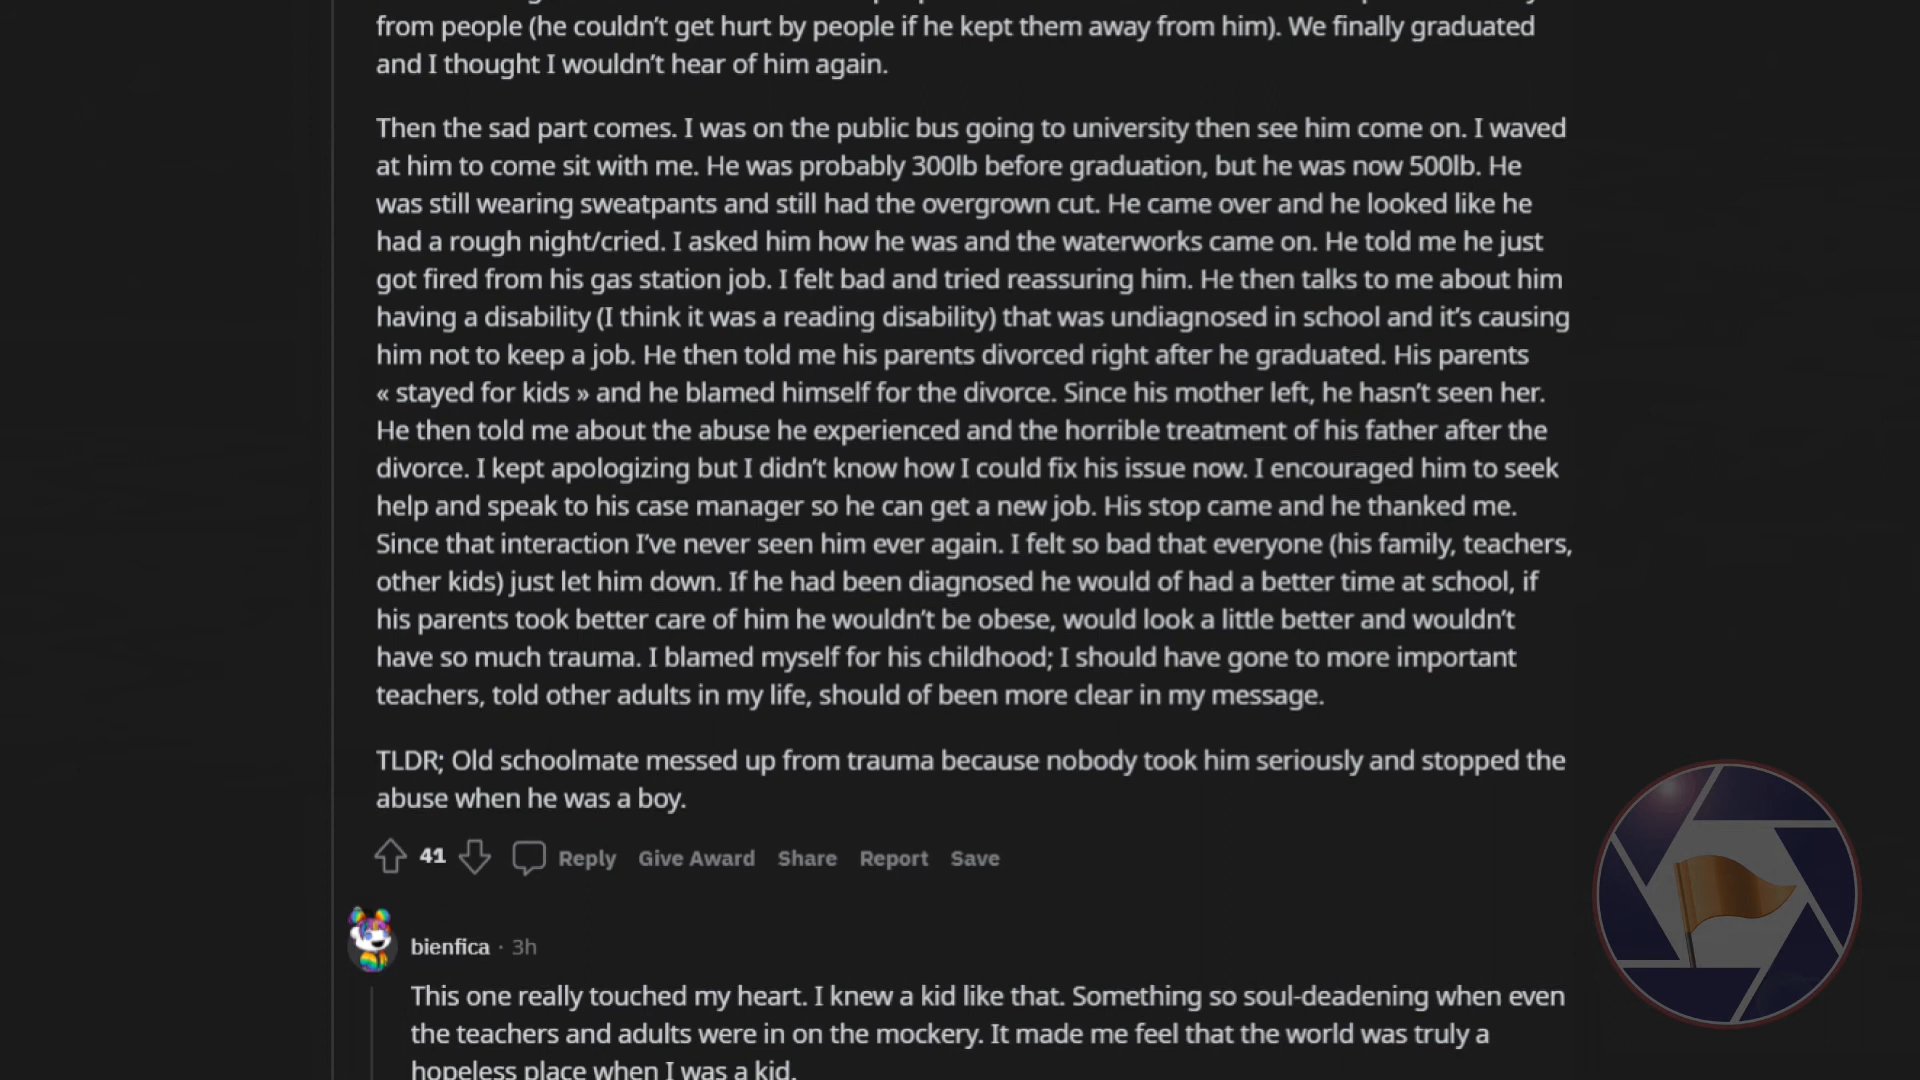 from people (he couldn't get hurt by people if he kept them away from him). We finally graduated
and I thought I wouldn't hear of him again.
Then the sad part comes. I was on the public bus going to university then see him come on. I waved
at him to come sit with me. He was probably 300lb before graduation, but he was now 500lb. He
was still wearing sweatpants and still had the overgrown cut. He came over and he looked like he
had a rough night/cried. I asked him how he was and the waterworks came on. He told me he just
got fired from his gas station job. I felt bad and tried reassuring him. He then talks to me about him
having a disability (I think it was a reading disability) that was undiagnosed in school and it's causing
him not to keep a job. He then told me his parents divorced right after he graduated. His parents
« stayed for kids » and he blamed himself for the divorce. Since his mother left, he hasn't seen her.
He then told me about the abuse he experienced and the horrible treatment of his father after the
divorce. I kept apologizing but I didn't know how I could fix his issue now. I encouraged him to seek
help and speak to his case manager so he can get a new job. His stop came and he thanked me.
Since that interaction I've never seen him ever again. I felt so bad that everyone (his family, teachers,
other kids) just let him down. If he had been diagnosed he would of had a better time at school, if
his parents took better care of him he wouldn't be obese, would look a little better and wouldn't
have so much trauma. I blamed myself for his childhood; I should have gone to more important
teachers, told other adults in my life, should of been more clear in my message.
TLDR; Old schoolmate messed up from trauma because nobody took him seriously and stopped the
abuse when he was a boy.
41 Reply Give Award Share Report Save
bienfica · 3h
This one really touched my heart. I knew a kid like that. Something so soul-deadening when even
the teachers and adults were in on the mockery. It made me feel that the world was truly a
hopeless place when I was a kid.